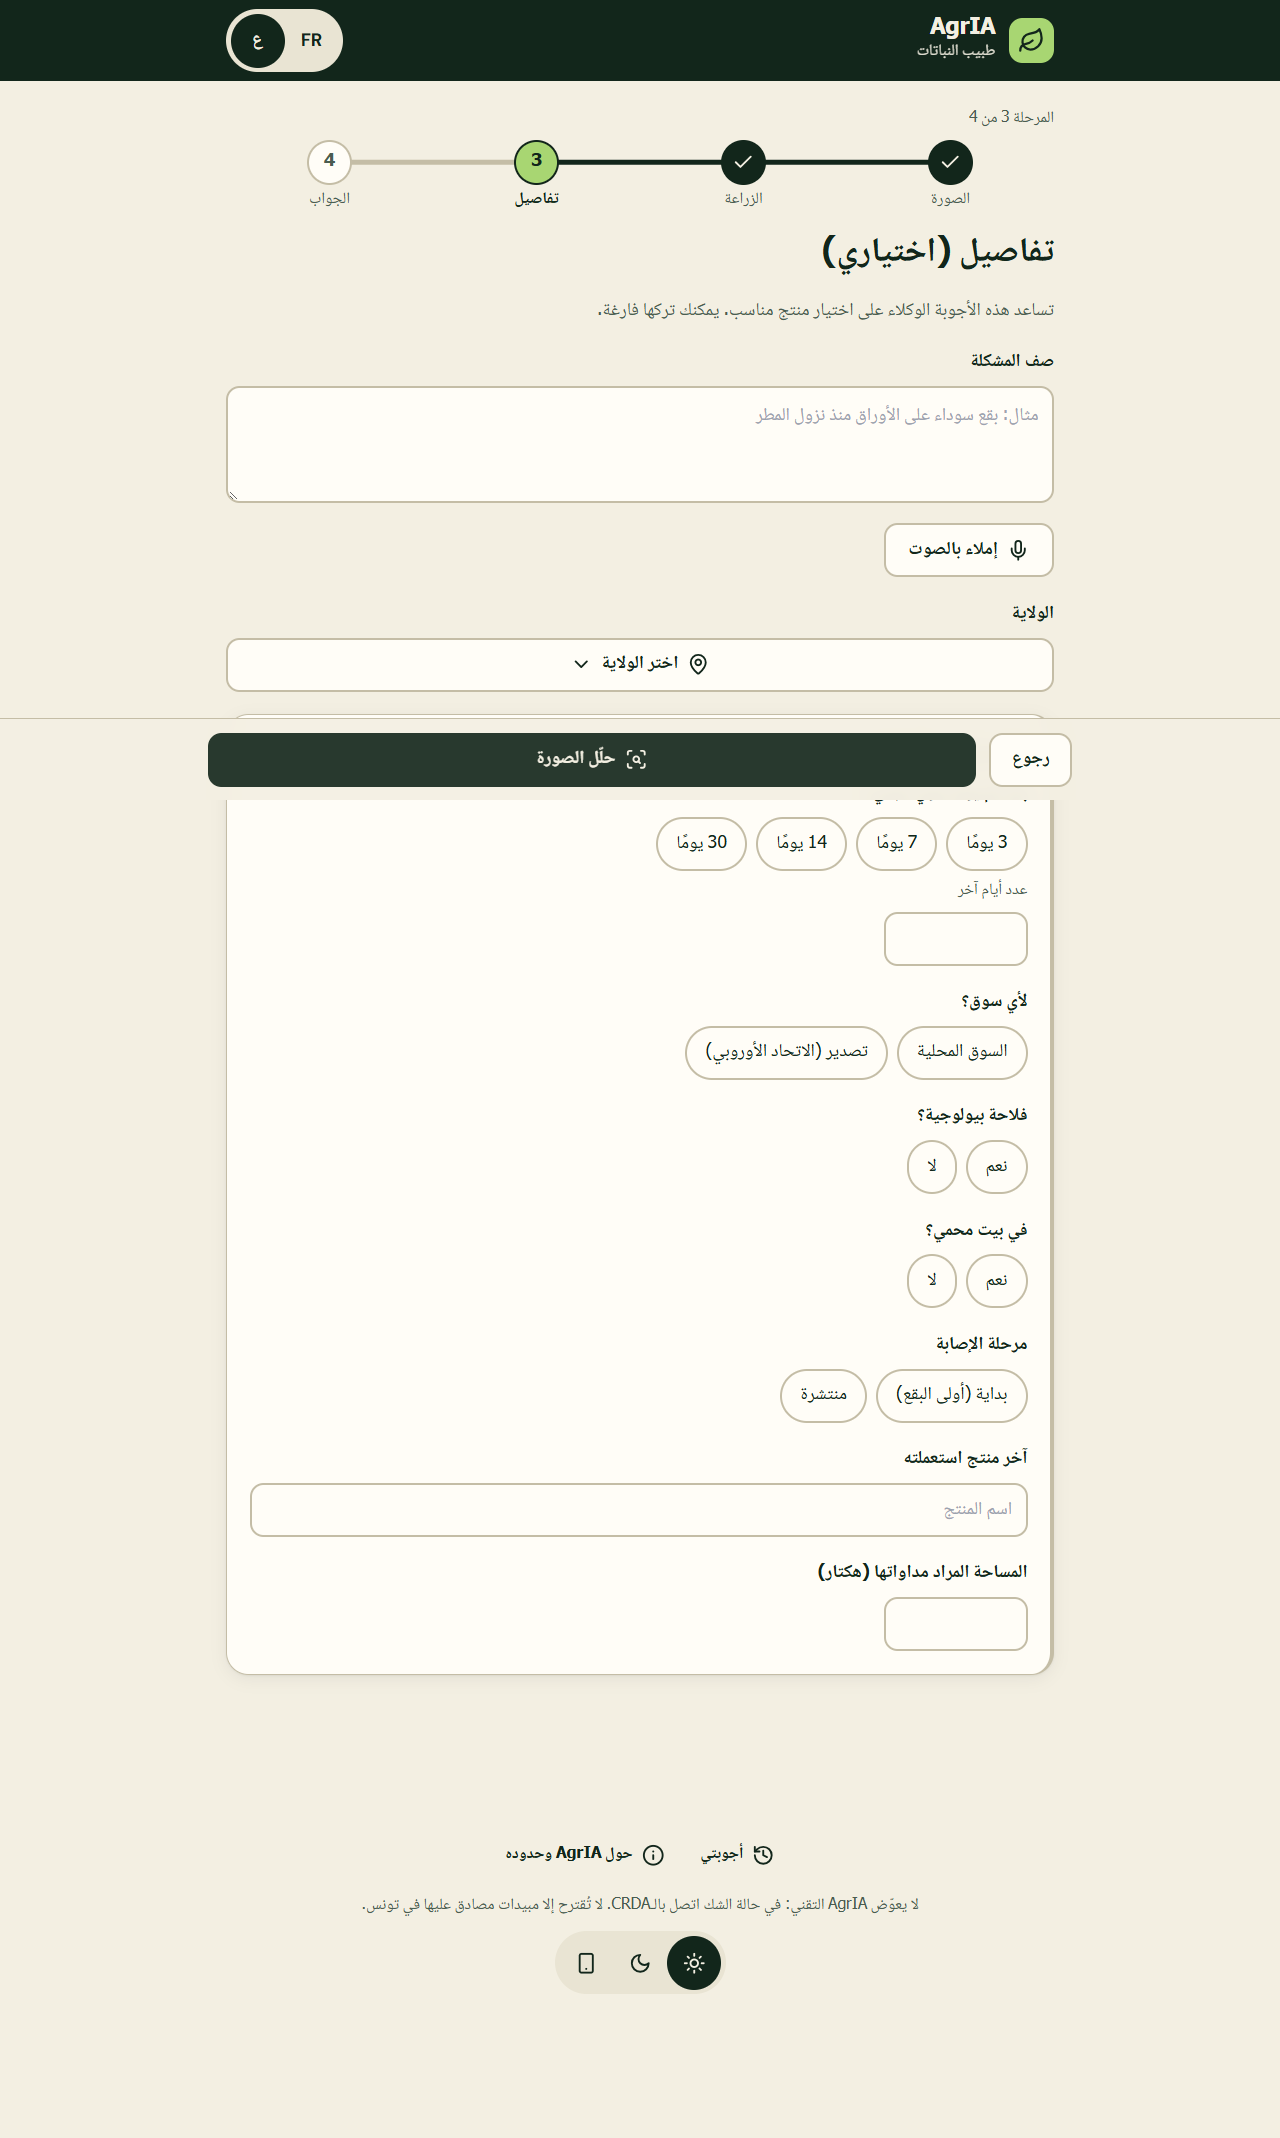 AgrIA
طبيب النباتات
FR
ع
المرحلة 3 من 4
الصورة
الزراعة
3
تفاصيل
4
الجواب
تفاصيل (اختياري)
تساعد هذه الأجوبة الوكلاء على اختيار منتج مناسب. يمكنك تركها فارغة.
صف المشكلة
مثال: بقع سوداء على الأوراق منذ نزول المطر
إملاء بالصوت
الولاية
اختر الولاية
رجوع
حلّل الصورة
3 يومًا
7 يومًا
14 يومًا
30 يومًا
عدد أيام آخر
لأي سوق؟
السوق المحلية
تصدير (الاتحاد الأوروبي)
فلاحة بيولوجية؟
نعم
لا
في بيت محمي؟
نعم
لا
مرحلة الإصابة
بداية (أولى البقع)
منتشرة
آخر منتج استعملته
اسم المنتج
المساحة المراد مداواتها (هكتار)
أجوبتي
حول AgrIA وحدوده
لا يعوّض AgrIA التقني: في حالة الشك اتصل بالـCRDA. لا تُقترح إلا مبيدات مصادق عليها في تونس.